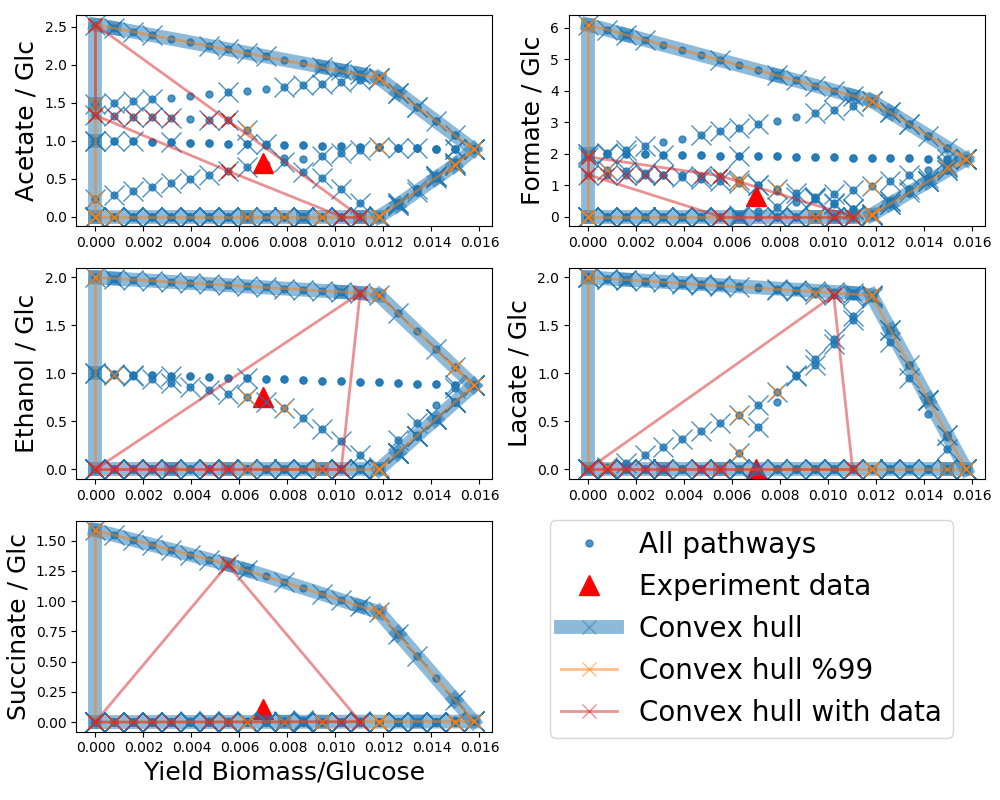 2.5
2.0
1.5
1.0
0.5
0.0
Acetate / Glc
0.000 0.002 0.004 0.006 0.008 0.010 0.012 0.014 0.016
6
5
4
3
2
1
0
Formate / Glc
0.000 0.002 0.004 0.006 0.008 0.010 0.012 0.014 0.016
2.0
1.5
1.0
0.5
0.0
Ethanol / Glc
0.000 0.002 0.004 0.006 0.008 0.010 0.012 0.014 0.016
2.0
1.5
1.0
0.5
0.0
Lacate / Glc
0.000 0.002 0.004 0.006 0.008 0.010 0.012 0.014 0.016
1.50
1.25
1.00
0.75
0.50
0.25
0.00
Succinate / Glc
0.000 0.002 0.004 0.006 0.008 0.010 0.012 0.014 0.016
Yield Biomass/Glucose
All pathways
Experiment data
Convex hull
Convex hull %99
Convex hull with data